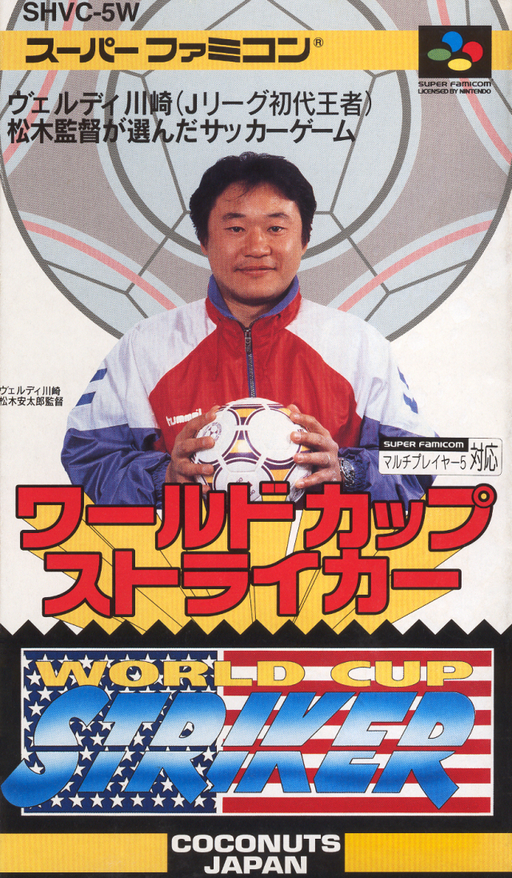 SHVC-5W
スーパーファミコン®
SUPER FAMICOM
LICENSED BY NINTENDO
ヴェルディ川崎(Jリーグ初代王者)
松木監督が選んだサッカーゲーム
ヴェルディ川崎
松木安太郎監督
hummel
SUPER FAMICOM
マルチプレイヤー5 対応
ワールドカップ
ストライカー
WORLD CUP
STRIKER
COCONUTS
JAPAN